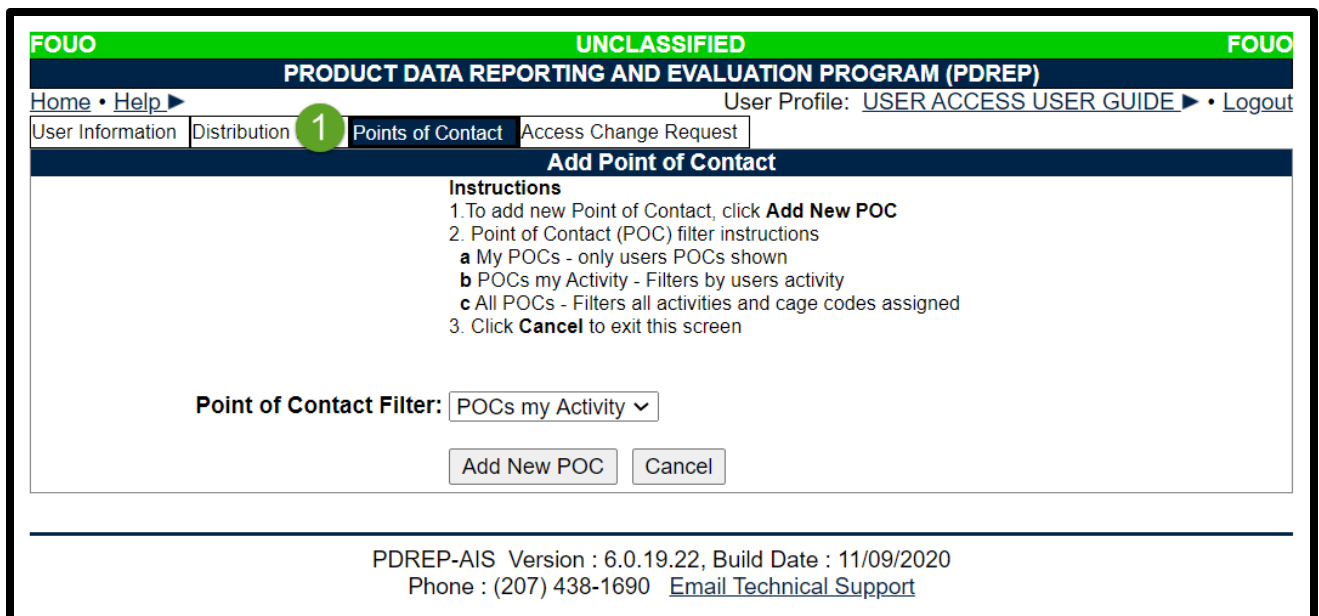 FOUO UNCLASSIFIED FOUO
PRODUCT DATA REPORTING AND EVALUATION PROGRAM (PDREP)
Home • Help ▶ User Profile: USER ACCESS USER GUIDE ▶ • Logout
User Information Distribution 1 Points of Contact Access Change Request
Add Point of Contact
Instructions
1.To add new Point of Contact, click Add New POC
2. Point of Contact (POC) filter instructions
a My POCs - only users POCs shown
b POCs my Activity - Filters by users activity
c All POCs - Filters all activities and cage codes assigned
3. Click Cancel to exit this screen
Point of Contact Filter: POCs my Activity
Add New POC Cancel
PDREP-AIS Version : 6.0.19.22, Build Date : 11/09/2020
Phone : (207) 438-1690 Email Technical Support